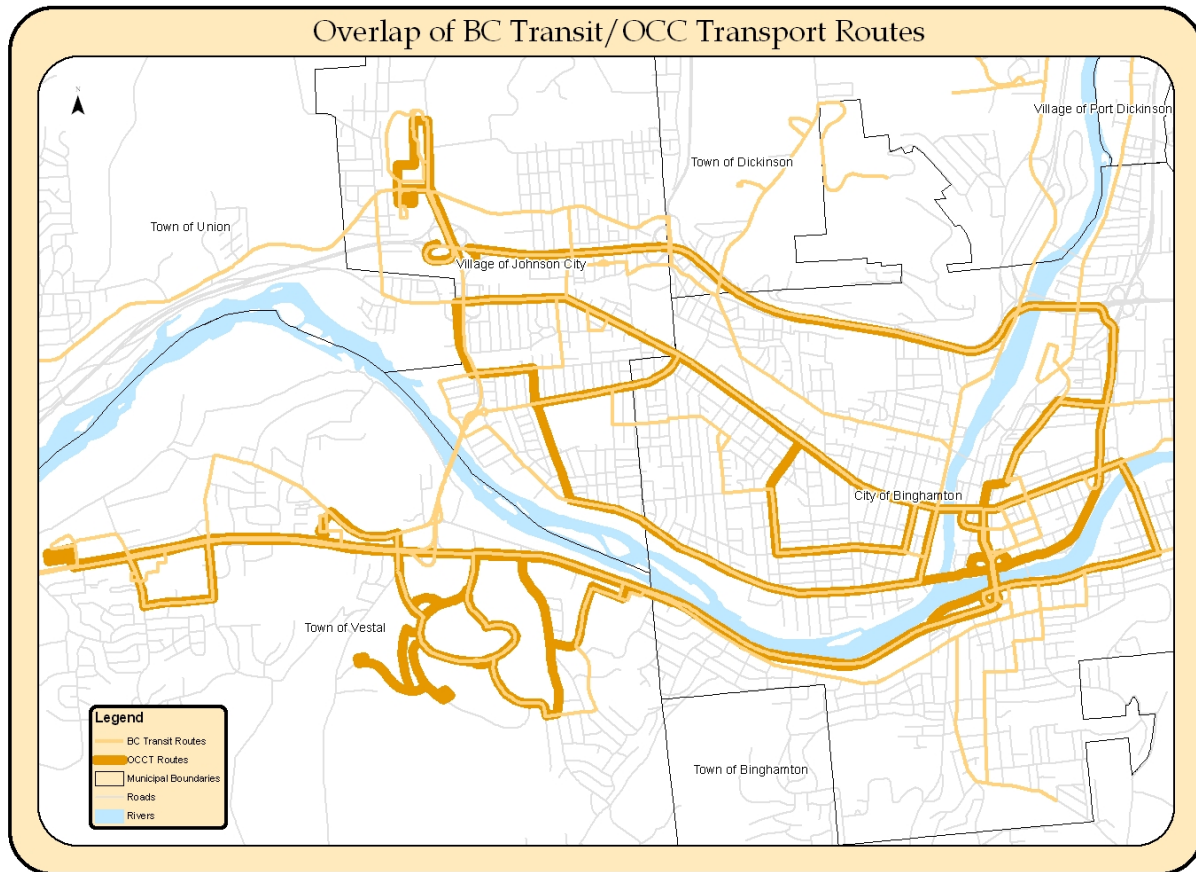 Overlap of BC Transit/OCC Transport Routes
N
Village of Port Dickinson
Town of Dickinson
Town of Union
Village of Johnson City
City of Binghamton
Town of Vestal
Town of Binghamton
Legend
BC Transit Routes
OCCT Routes
Municipal Boundaries
Roads
Rivers